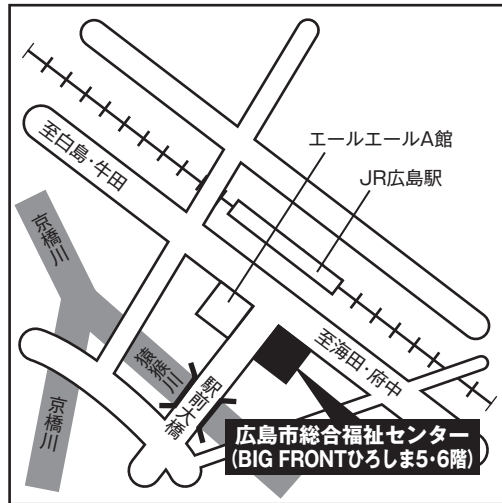 エールエールA館
JR広島駅
至白島・牛田
京橋川
猿猴川
駅前大橋
至海田・府中
京橋川
広島市総合福祉センター
(BIG FRONTひろしま5・6階)